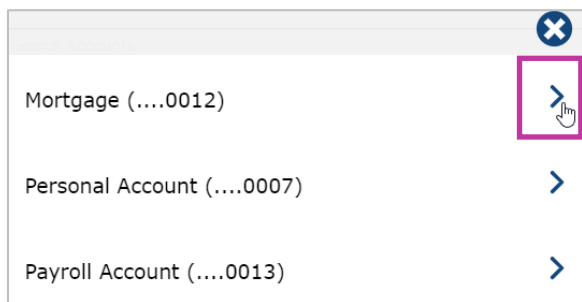 Mortgage (....0012)
Personal Account (....0007)
Payroll Account (....0013)